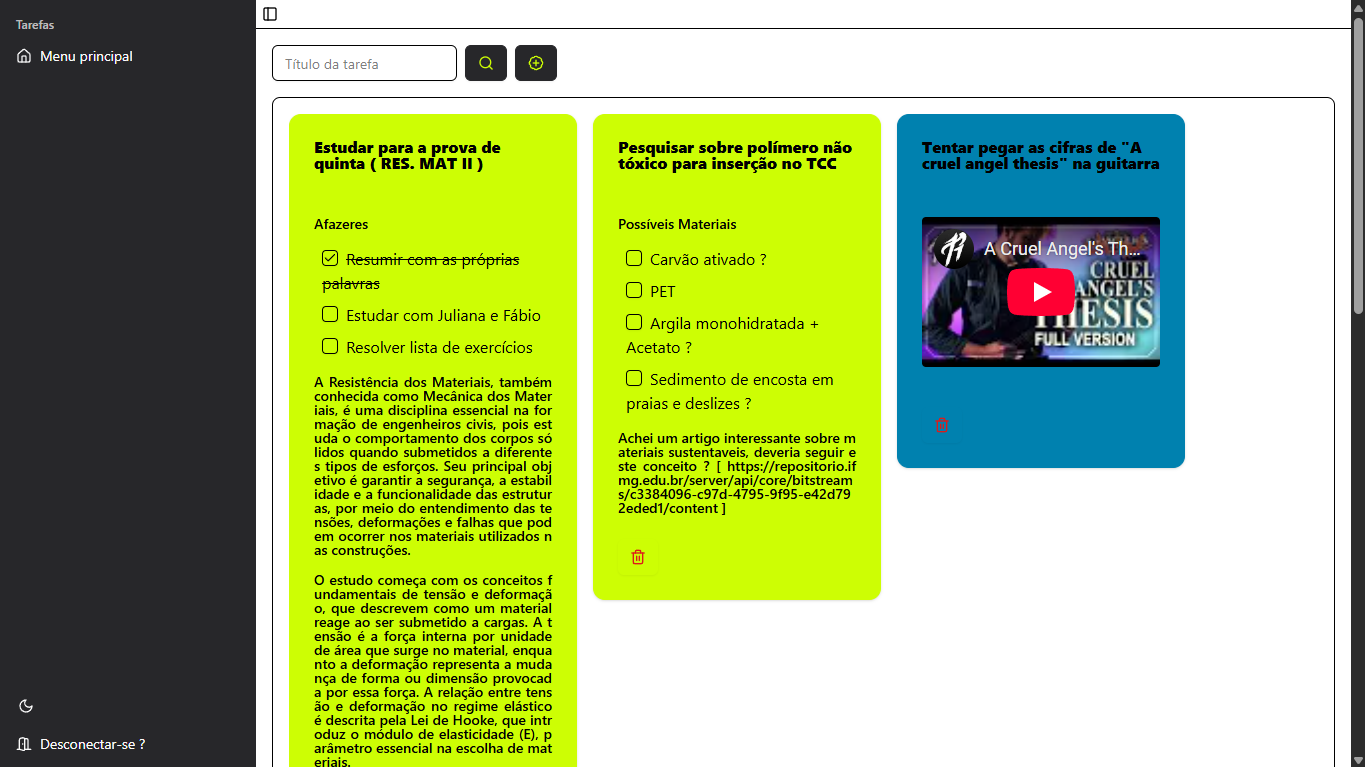 Tarefas
Menu principal
Título da tarefa
Estudar para a prova de
quinta ( RES. MAT II )
Afazeres
Resumir com as próprias
palavras
Estudar com Juliana e Fábio
Resolver lista de exercícios
A Resistência dos Materiais, também
conhecida como Mecânica dos Mater
iais, é uma disciplina essencial na for
mação de engenheiros civis, pois est
uda o comportamento dos corpos só
lidos quando submetidos a diferente
s tipos de esforços. Seu principal obj
etivo é garantir a segurança, a estabil
idade e a funcionalidade das estrutur
as, por meio do entendimento das te
nsões, deformações e falhas que pod
em ocorrer nos materiais utilizados n
as construções.
O estudo começa com os conceitos f
undamentais de tensão e deformaçã
o, que descrevem como um material
reage ao ser submetido a cargas. A t
ensão é a força interna por unidade
de área que surge no material, enqua
nto a deformação representa a muda
nça de forma ou dimensão provocad
a por essa força. A relação entre tens
ão e deformação no regime elástico
é descrita pela Lei de Hooke, que intr
oduz o módulo de elasticidade (E), p
arâmetro essencial na escolha de mat
eriais.
Pesquisar sobre polímero não
tóxico para inserção no TCC
Possíveis Materiais
Carvão ativado ?
PET
Argila monohidratada +
Acetato ?
Sedimento de encosta em
praias e deslizes ?
Achei um artigo interessante sobre m
ateriais sustentaveis, deveria seguir e
ste conceito ? [ https://repositorio.if
mg.edu.br/server/api/core/bitstream
s/c3384096-c97d-4795-9f95-e42d79
2eded1/content ]
Tentar pegar as cifras de "A
cruel angel thesis" na guitarra
A Cruel Angel's Th...
CRUEL
ANGEL'S
THESIS
FULL VERSION
Desconectar-se ?